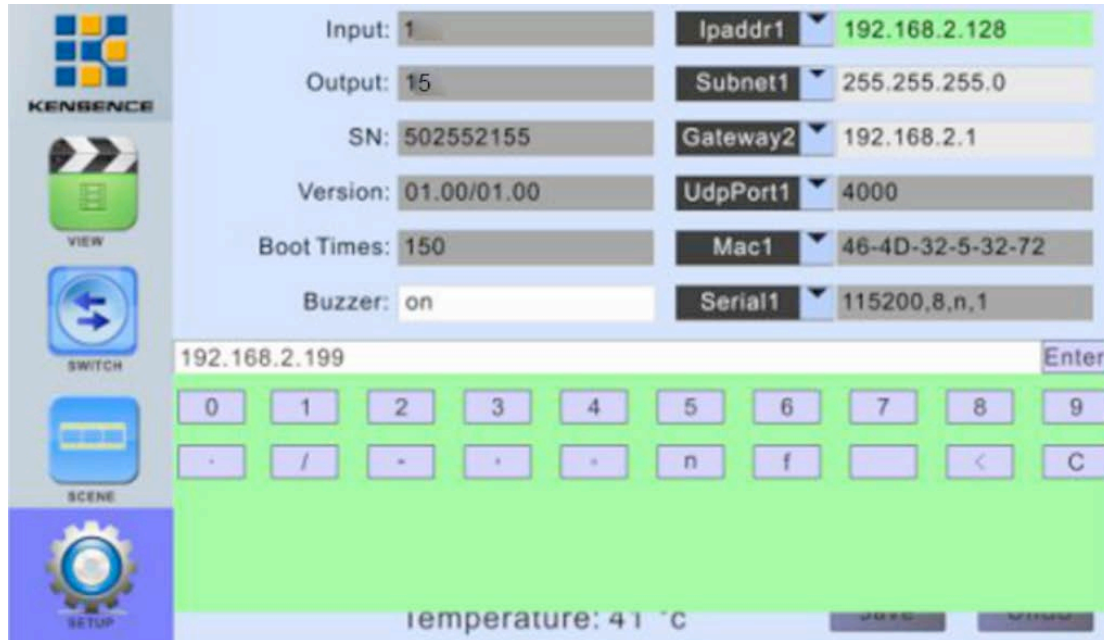 KENSENCE
Input: 1
Output: 15
SN: 502552155
Version: 01.00/01.00
Boot Times: 150
Buzzer: on
Ipaddr1 192.168.2.128
Subnet1 255.255.255.0
Gateway2 192.168.2.1
UdpPort1 4000
Mac1 46-4D-32-5-32-72
Serial1 115200,8,n,1
VIEW
SWITCH
SCENE
SETUP
192.168.2.199 Enter
0 1 2 3 4 5 6 7 8 9
. / - n f < C
Temperature: 41 °c
Save Undo